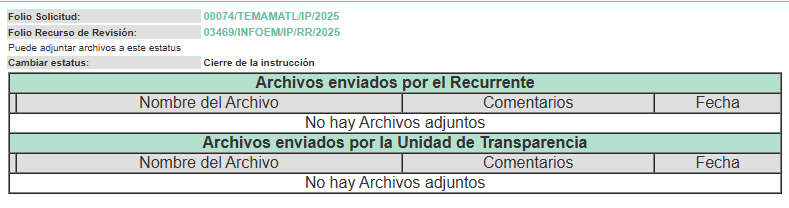 Folio Solicitud: 00074/TEMAMATL/IP/2025
Folio Recurso de Revisión: 03469/INFOEM/IP/RR/2025
Puede adjuntar archivos a este estatus
Cambiar estatus: Cierre de la instrucción
Archivos enviados por el Recurrente
Nombre del Archivo Comentarios Fecha
No hay Archivos adjuntos
Archivos enviados por la Unidad de Transparencia
Nombre del Archivo Comentarios Fecha
No hay Archivos adjuntos